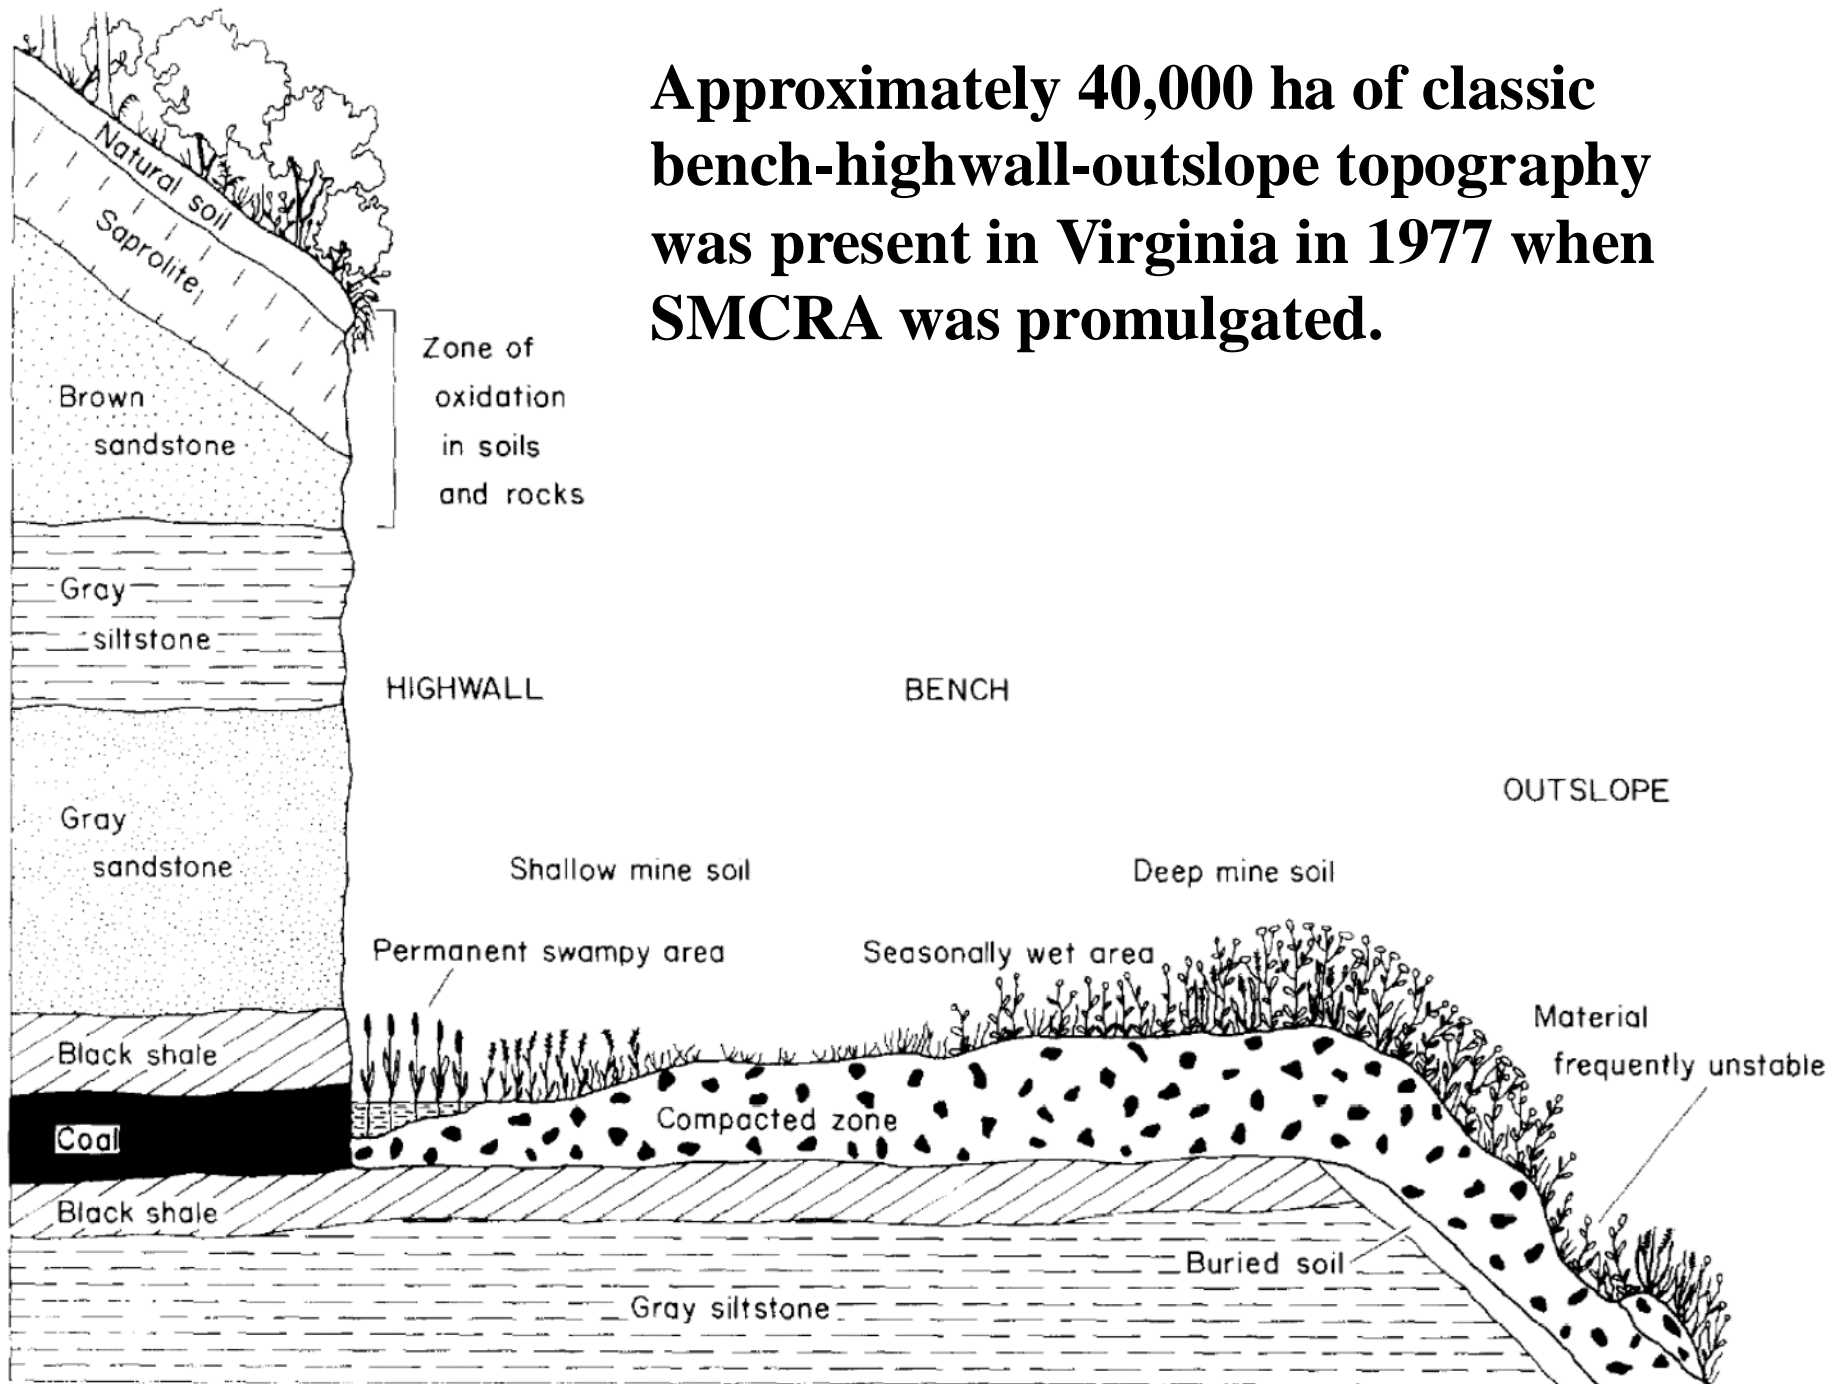 Approximately 40,000 ha of classic
bench-highwall-outslope topography
was present in Virginia in 1977 when
SMCRA was promulgated.
Natural soil
Saprolite
Zone of
oxidation
in soils
and rocks
Brown
sandstone
Gray
siltstone
HIGHWALL
BENCH
OUTSLOPE
Gray
sandstone
Shallow mine soil
Deep mine soil
Permanent swampy area
Seasonally wet area
Material
frequently unstable
Black shale
Compacted zone
Coal
Black shale
Buried soil
Gray siltstone